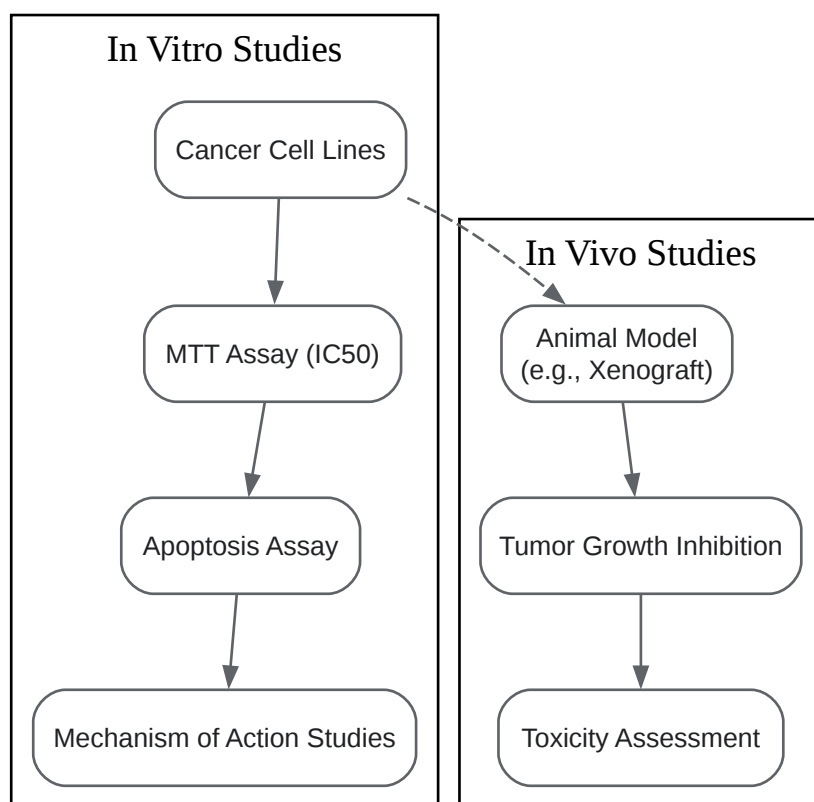 In Vitro Studies
Cancer Cell Lines
MTT Assay (IC50)
Apoptosis Assay
Mechanism of Action Studies
In Vivo Studies
Animal Model
(e.g., Xenograft)
Tumor Growth Inhibition
Toxicity Assessment